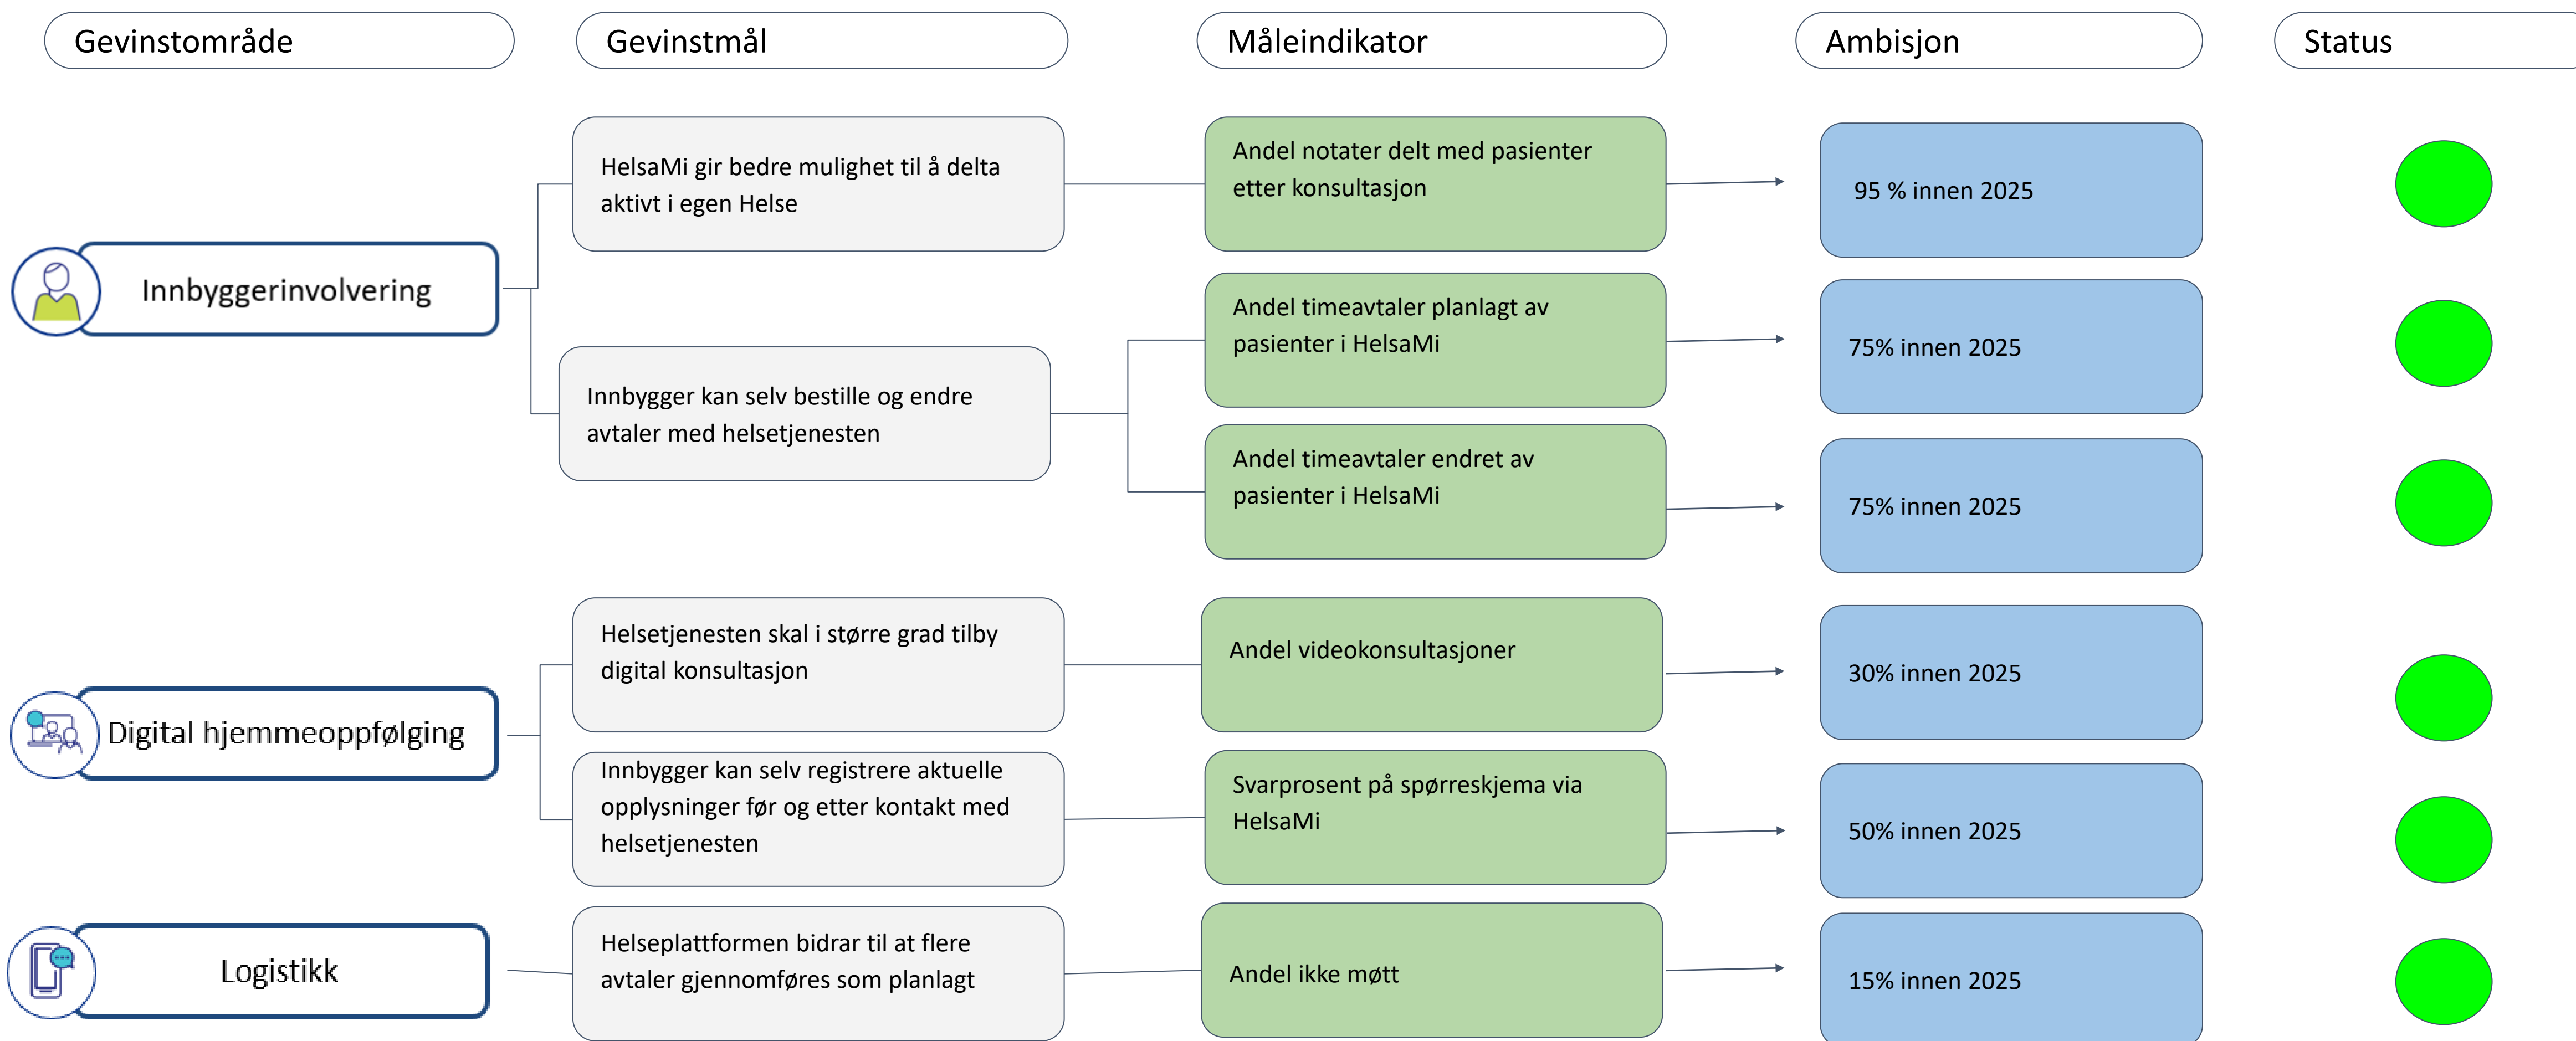 Gevinstområde
Gevinstmål
Måleindikator
Ambisjon
Status
Innbyggerinvolvering
HelsaMi gir bedre mulighet til å delta
aktivt i egen Helse
Andel notater delt med pasienter
etter konsultasjon
95 % innen 2025
Innbygger kan selv bestille og endre
avtaler med helsetjenesten
Andel timeavtaler planlagt av
pasienter i HelsaMi
75% innen 2025
Andel timeavtaler endret av
pasienter i HelsaMi
75% innen 2025
Digital hjemmeoppfølging
Helsetjenesten skal i større grad tilby
digital konsultasjon
Andel videokonsultasjoner
30% innen 2025
Innbygger kan selv registrere aktuelle
opplysninger før og etter kontakt med
helsetjenesten
Svarprosent på spørreskjema via
HelsaMi
50% innen 2025
Logistikk
Helseplattformen bidrar til at flere
avtaler gjennomføres som planlagt
Andel ikke møtt
15% innen 2025